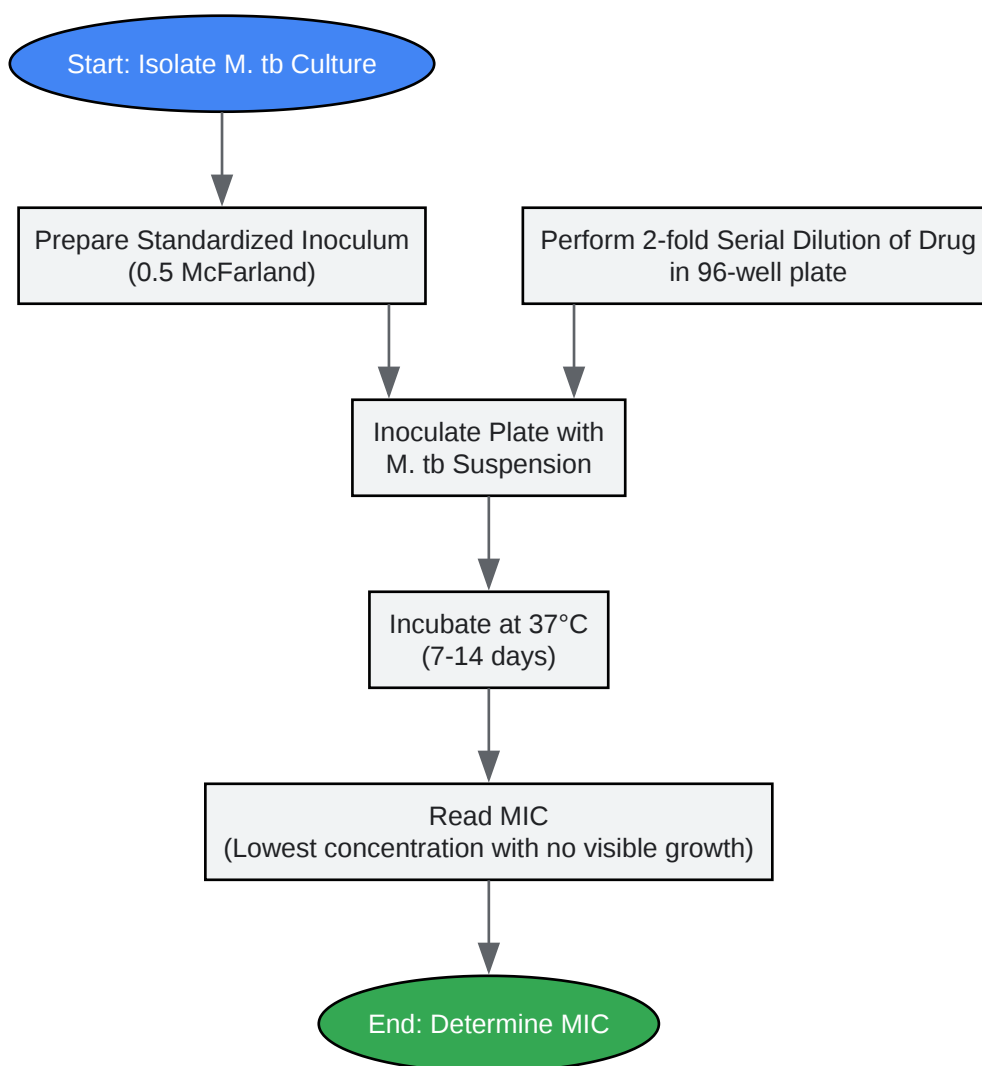 Start: Isolate M. tb Culture
Prepare Standardized Inoculum
(0.5 McFarland)
Perform 2-fold Serial Dilution of Drug
in 96-well plate
Inoculate Plate with
M. tb Suspension
Incubate at 37°C
(7-14 days)
Read MIC
(Lowest concentration with no visible growth)
End: Determine MIC